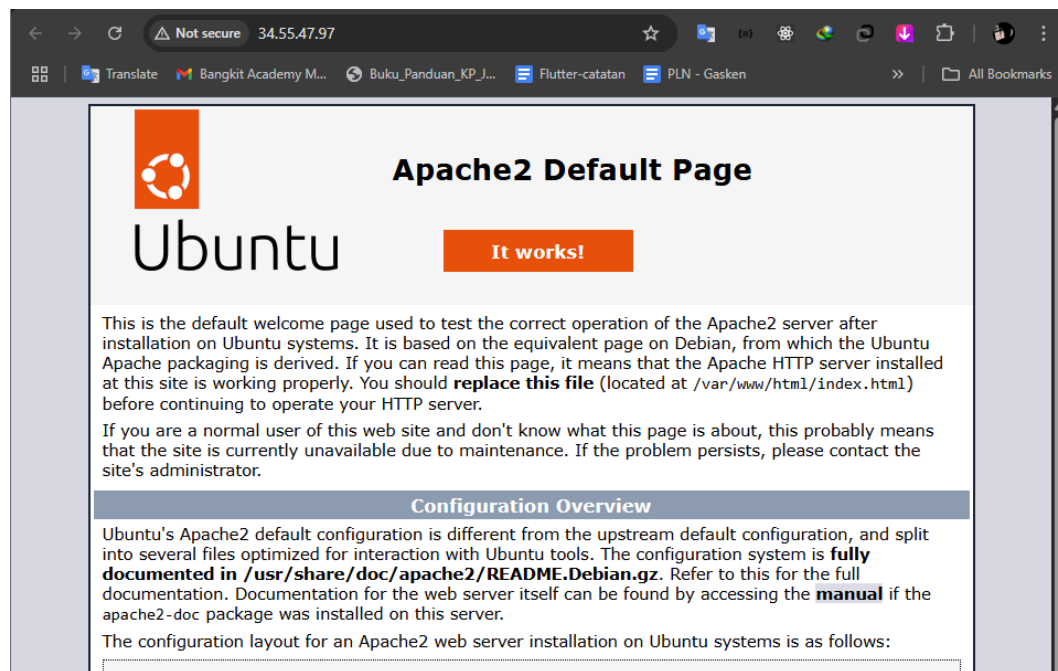 Not secure 34.55.47.97
Translate Bangkit Academy M... Buku_Panduan_KP_J... Flutter-catatan PLN - Gasken » All Bookmarks
Apache2 Default Page
Ubuntu
It works!
This is the default welcome page used to test the correct operation of the Apache2 server after
installation on Ubuntu systems. It is based on the equivalent page on Debian, from which the Ubuntu
Apache packaging is derived. If you can read this page, it means that the Apache HTTP server installed
at this site is working properly. You should replace this file (located at /var/www/html/index.html)
before continuing to operate your HTTP server.
If you are a normal user of this web site and don't know what this page is about, this probably means
that the site is currently unavailable due to maintenance. If the problem persists, please contact the
site's administrator.
Configuration Overview
Ubuntu's Apache2 default configuration is different from the upstream default configuration, and split
into several files optimized for interaction with Ubuntu tools. The configuration system is fully
documented in /usr/share/doc/apache2/README.Debian.gz. Refer to this for the full
documentation. Documentation for the web server itself can be found by accessing the manual if the
apache2-doc package was installed on this server.
The configuration layout for an Apache2 web server installation on Ubuntu systems is as follows: